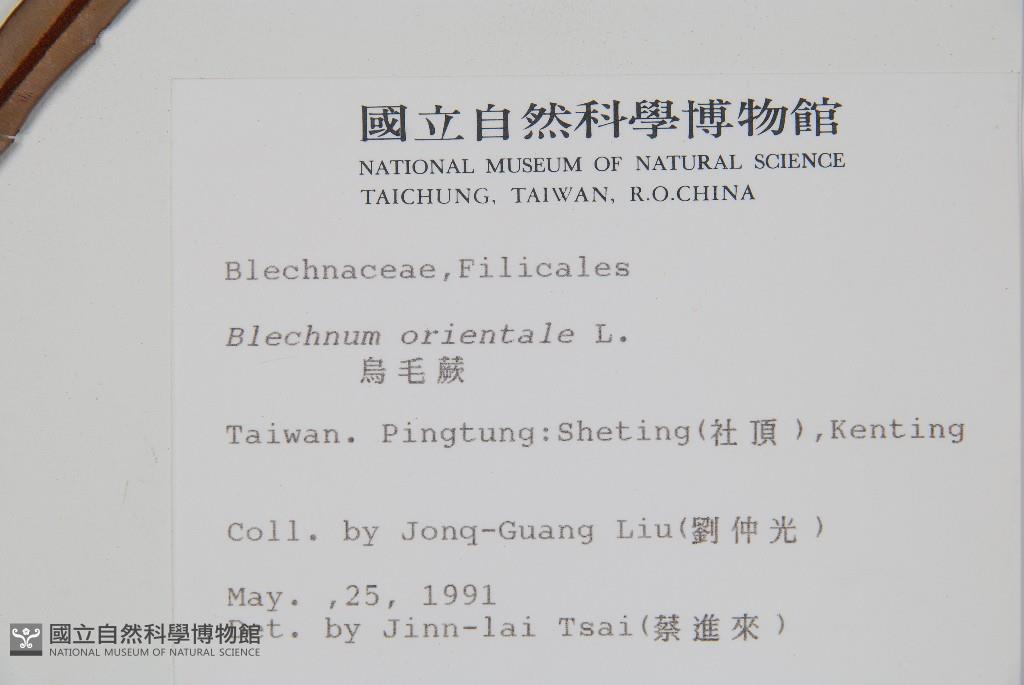 國立自然科學博物館
NATIONAL MUSEUM OF NATURAL SCIENCE
TAICHUNG, TAIWAN, R.O.CHINA
Blechnaceae,Filicales
Blechnum orientale L.
烏毛蕨
Taiwan. Pingtung:Sheting(社頂),Kenting
Coll. by Jonq-Guang Liu(劉仲光)
May. ,25, 1991
Det. by Jinn-lai Tsai(蔡進來)
國立自然科學博物館
NATIONAL MUSEUM OF NATURAL SCIENCE